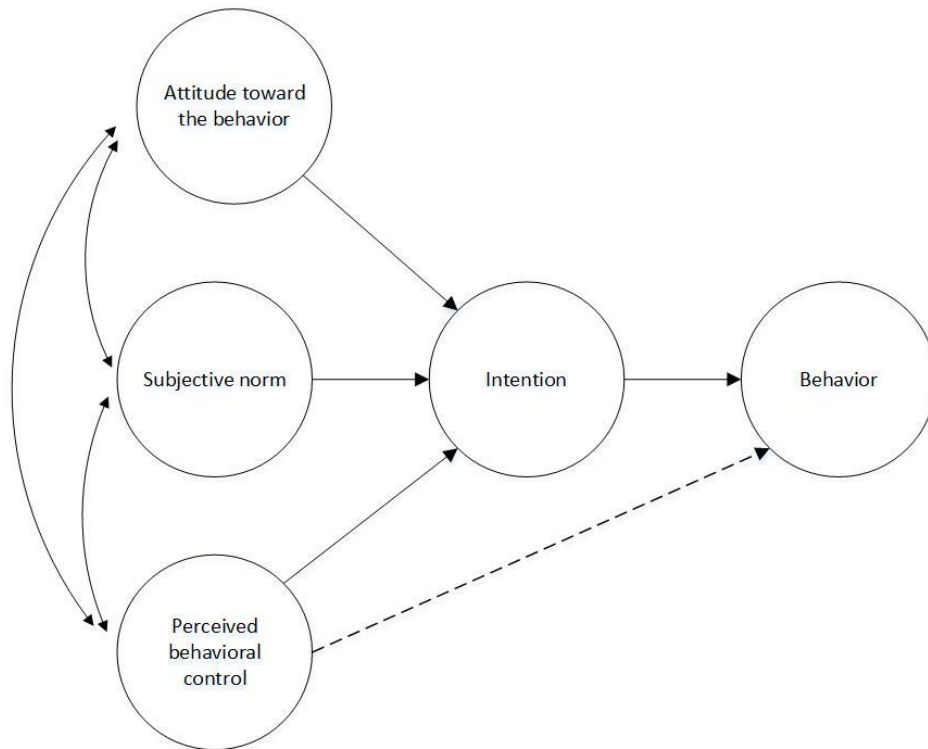 Attitude toward
the behavior
Subjective norm
Intention
Behavior
Perceived
behavioral
control